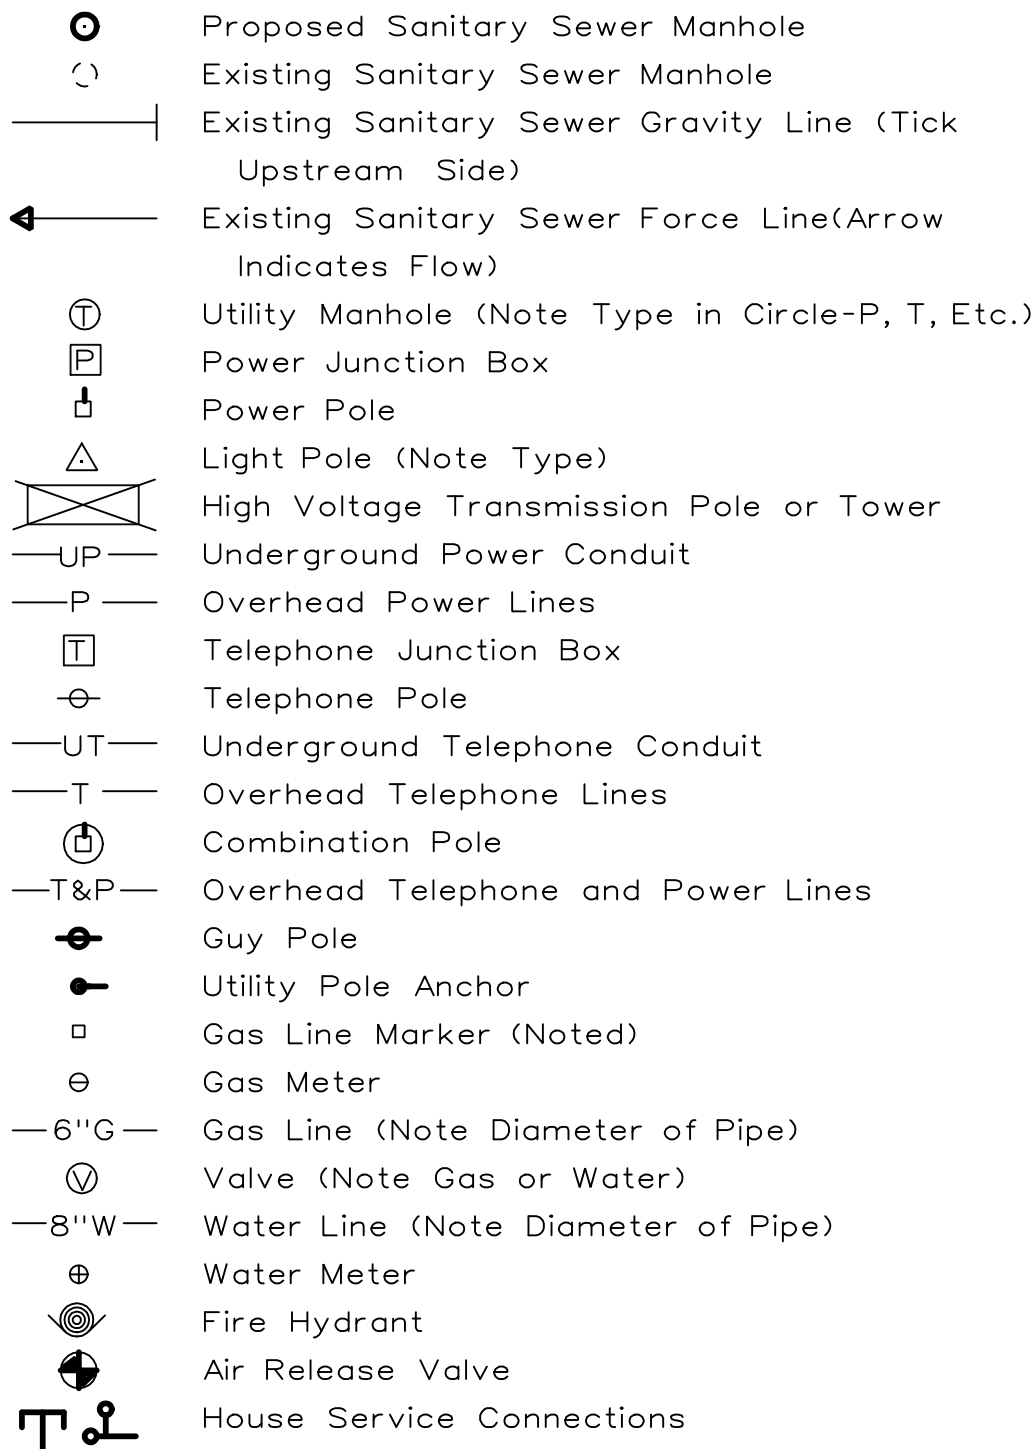 Proposed Sanitary Sewer Manhole
Existing Sanitary Sewer Manhole
Existing Sanitary Sewer Gravity Line (Tick
Upstream Side)
Existing Sanitary Sewer Force Line(Arrow
Indicates Flow)
T Utility Manhole (Note Type in Circle-P, T, Etc.)
P Power Junction Box
Power Pole
Light Pole (Note Type)
High Voltage Transmission Pole or Tower
UP Underground Power Conduit
P Overhead Power Lines
T Telephone Junction Box
Telephone Pole
UT Underground Telephone Conduit
T Overhead Telephone Lines
Combination Pole
T&P Overhead Telephone and Power Lines
Guy Pole
Utility Pole Anchor
Gas Line Marker (Noted)
Gas Meter
6"G Gas Line (Note Diameter of Pipe)
V Valve (Note Gas or Water)
8"W Water Line (Note Diameter of Pipe)
Water Meter
Fire Hydrant
Air Release Valve
House Service Connections